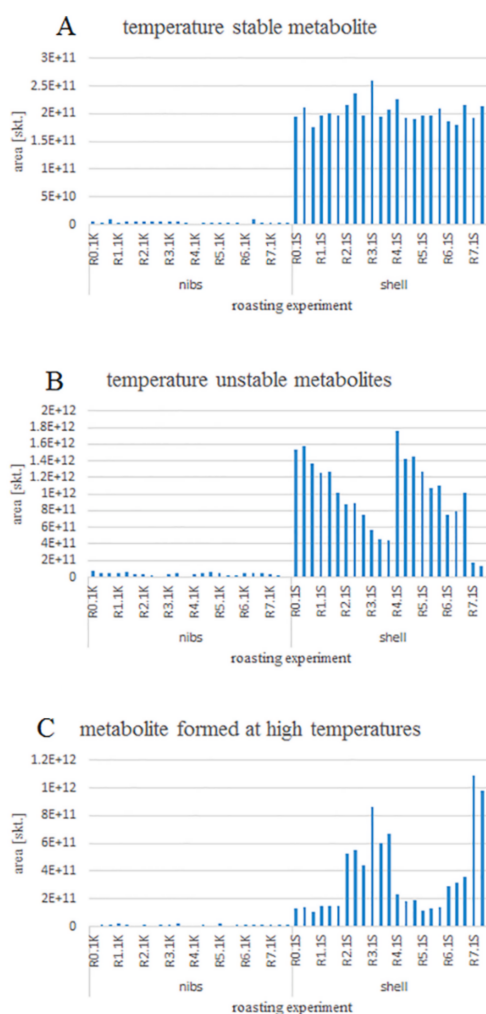 A temperature stable metabolite
3E+11
2.5E+11
2E+11
1.5E+11
1E+11
5E+10
0
area [skt.]
R0.1K R1.1K R2.1K R3.1K R4.1K R5.1K R6.1K R7.1K R0.1S R1.1S R2.1S R3.1S R4.1S R5.1S R6.1S R7.1S
nibs shell
roasting experiment
B temperature unstable metabolites
2E+12
1.8E+12
1.6E+12
1.4E+12
1.2E+12
1E+12
8E+11
6E+11
4E+11
2E+11
0
area [skt.]
R0.1K R1.1K R2.1K R3.1K R4.1K R5.1K R6.1K R7.1K R0.1S R1.1S R2.1S R3.1S R4.1S R5.1S R6.1S R7.1S
nibs shell
roasting experiment
C metabolite formed at high temperatures
1.2E+12
1E+12
8E+11
6E+11
4E+11
2E+11
0
area [skt.]
R0.1K R1.1K R2.1K R3.1K R4.1K R5.1K R6.1K R7.1K R0.1S R1.1S R2.1S R3.1S R4.1S R5.1S R6.1S R7.1S
nibs shell
roasting experiment